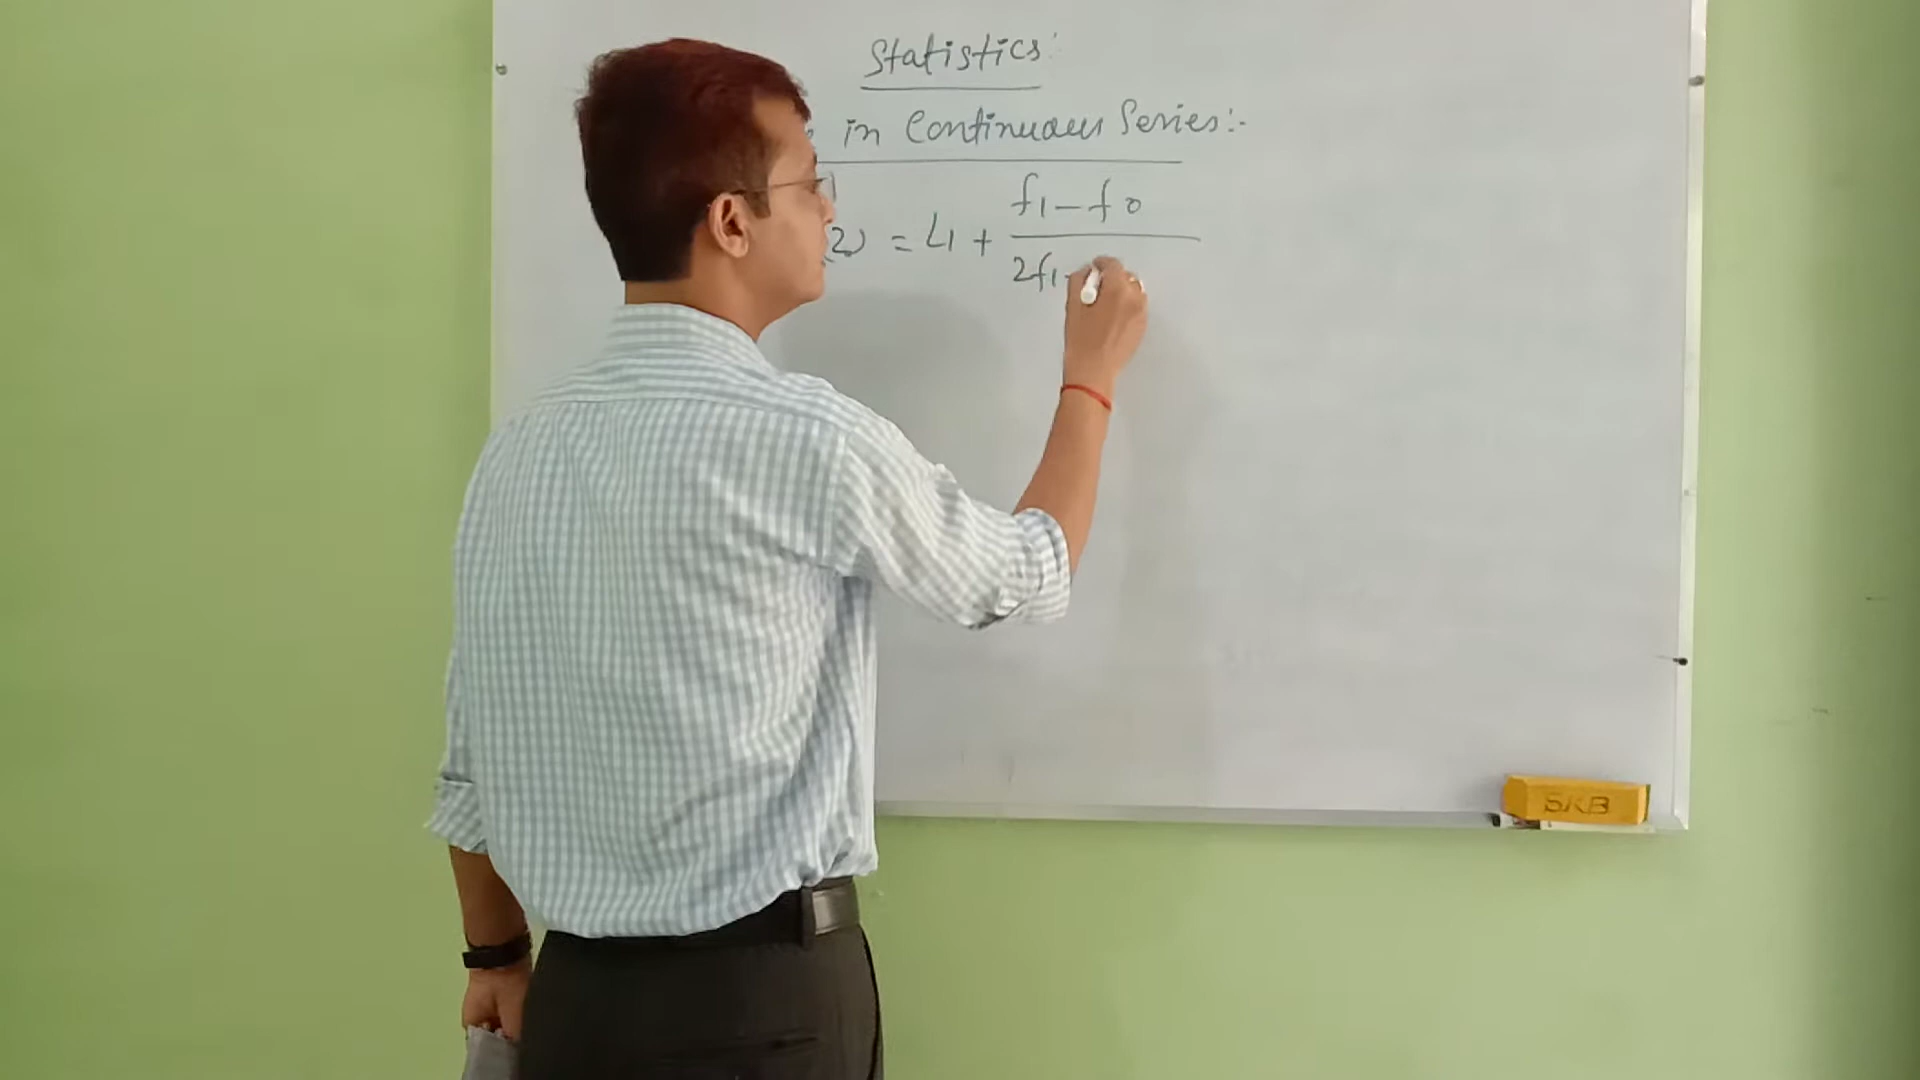 Statistics:
in Continuous Series:-
(2) = L1 + f1 - f0
2f1 -
SKB